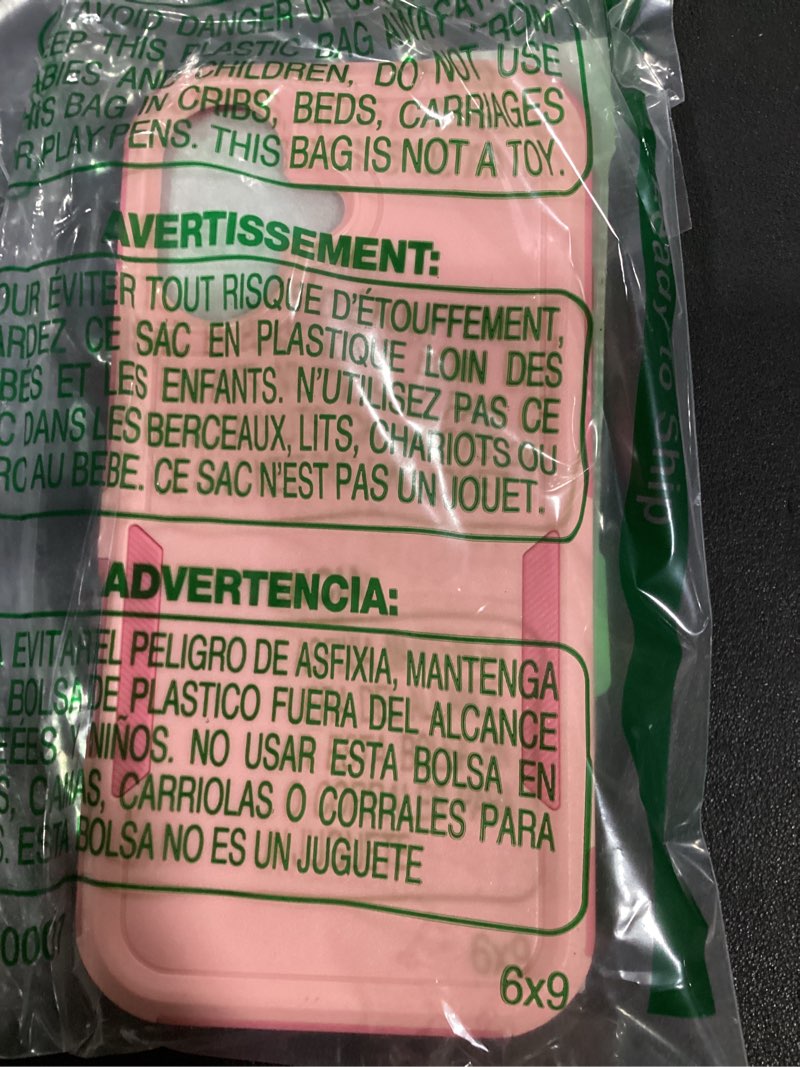 AVOID DANGER OF
EP THIS PLASTIC BAG AWAY FROM
ABIES AND CHILDREN, DO NOT USE
HIS BAG IN CRIBS, BEDS, CARRIAGES
R PLAY PENS. THIS BAG IS NOT A TOY.
AVERTISSEMENT:
OUR ÉVITER TOUT RISQUE D'ÉTOUFFEMENT,
ARDEZ CE SAC EN PLASTIQUE LOIN DES
BÉS ET LES ENFANTS. N'UTILISEZ PAS CE
C DANS LES BERCEAUX, LITS, CHARIOTS OU
RC AU BEBE. CE SAC N'EST PAS UN JOUET.
ADVERTENCIA:
A EVITAR EL PELIGRO DE ASFIXIA, MANTENGA
BOLSA DE PLASTICO FUERA DEL ALCANCE
EÉS Y NIÑOS. NO USAR ESTA BOLSA EN
S, CAMAS, CARRIOLAS O CORRALES PARA
S. ESTA BOLSA NO ES UN JUGUETE
6x9
eady to Ship